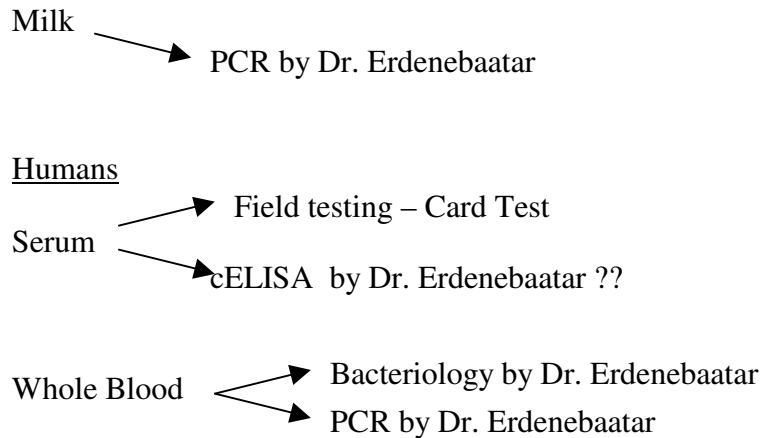 Milk
PCR by Dr. Erdenebaatar
Humans
Field testing – Card Test
Serum
cELISA by Dr. Erdenebaatar ??
Bacteriology by Dr. Erdenebaatar
Whole Blood
PCR by Dr. Erdenebaatar